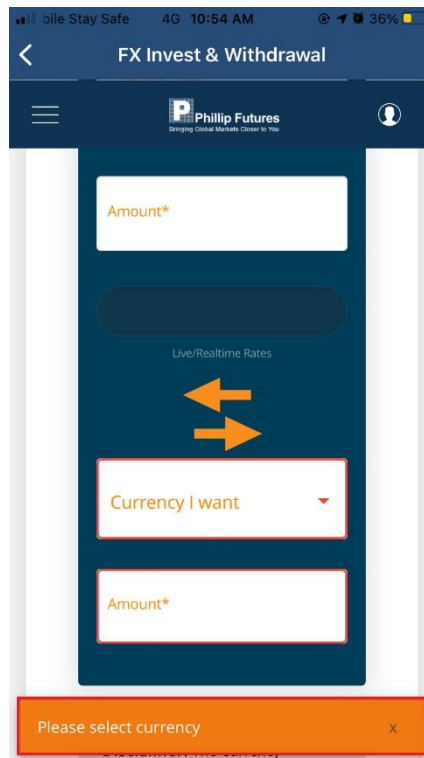 bile Stay Safe 4G 10:54 AM 36%
FX Invest & Withdrawal
P Phillip Futures
Bringing Global Markets Closer to You
Amount*
Live/Realtime Rates
Currency I want
Amount*
Please select currency x